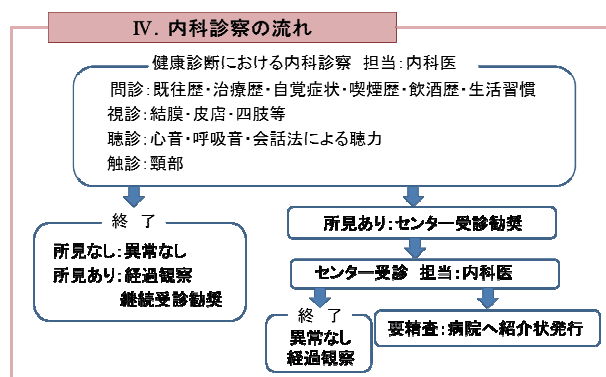 Ⅳ．内科診察の流れ
健康診断における内科診察 担当：内科医
問診：既往歴・治療歴・自覚症状・喫煙歴・飲酒歴・生活習慣
視診：結膜・皮膚・四肢等
聴診：心音・呼吸音・会話法による聴力
触診：頸部
終 了
所見なし：異常なし
所見あり：経過観察
継続受診勧奨
所見あり：センター受診勧奨
センター受診 担当：内科医
終 了
異常なし
経過観察
要精査：病院へ紹介状発行